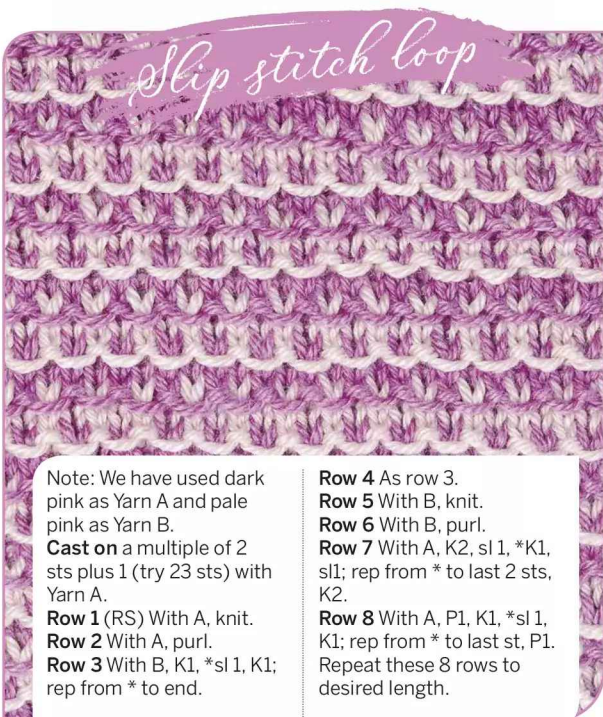 Slip stitch loop
Note: We have used dark
pink as Yarn A and pale
pink as Yarn B.
Cast on a multiple of 2
sts plus 1 (try 23 sts) with
Yarn A.
Row 1 (RS) With A, knit.
Row 2 With A, purl.
Row 3 With B, K1, *sl 1, K1;
rep from * to end.
Row 4 As row 3.
Row 5 With B, knit.
Row 6 With B, purl.
Row 7 With A, K2, sl 1, *K1,
sl1; rep from * to last 2 sts,
K2.
Row 8 With A, P1, K1, *sl 1,
K1; rep from * to last st, P1.
Repeat these 8 rows to
desired length.